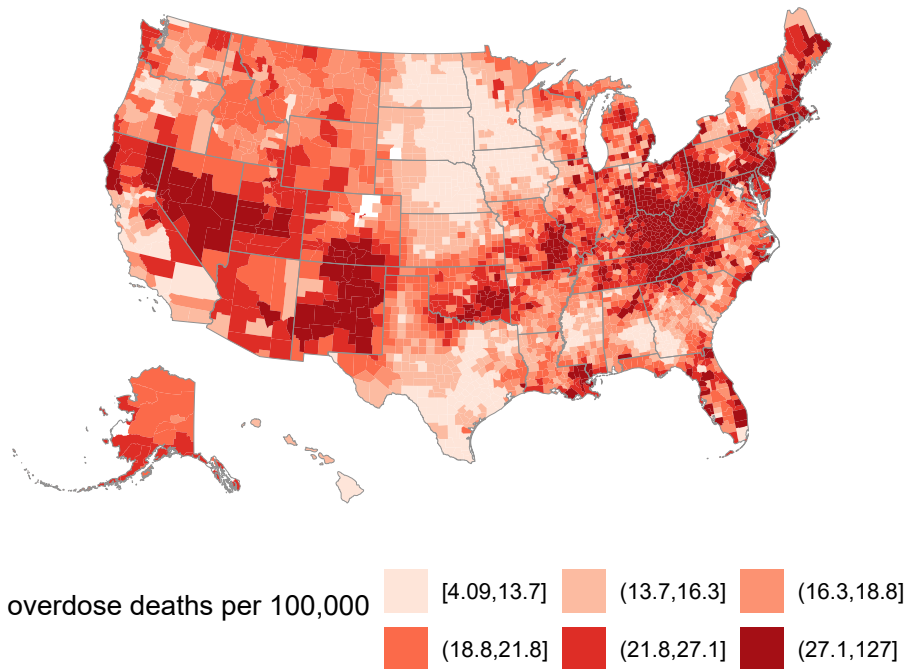 overdose deaths per 100,000
[4.09,13.7] (13.7,16.3] (16.3,18.8]
(18.8,21.8] (21.8,27.1] (27.1,127]